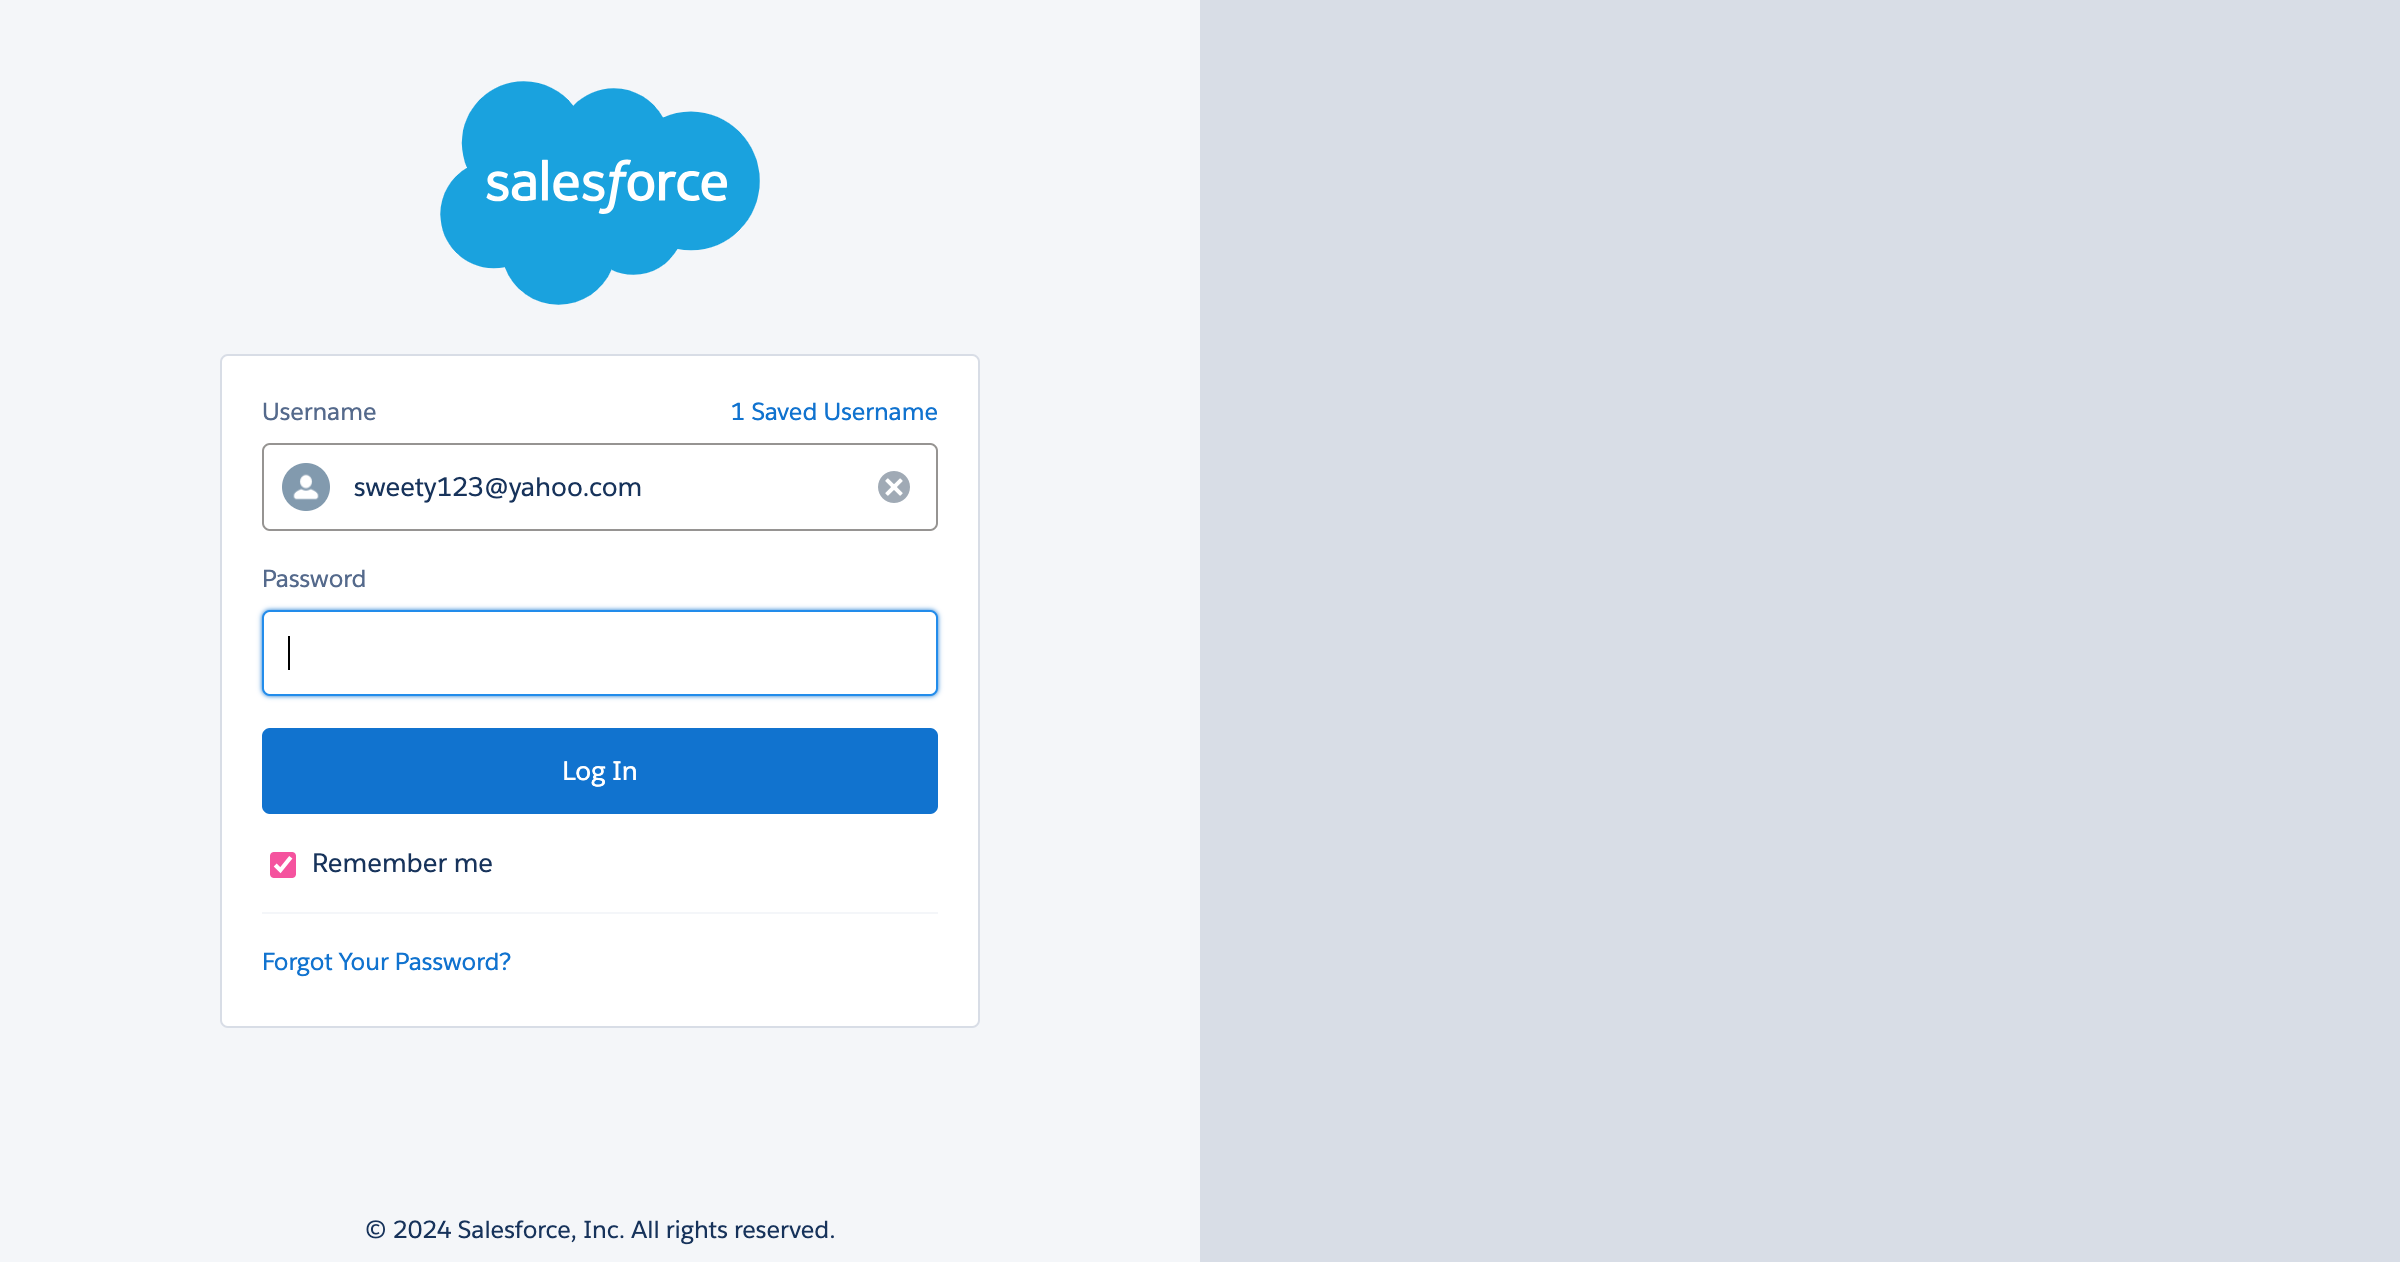 salesforce
Username
1 Saved Username
sweety123@yahoo.com
Password
Log In
Remember me
Forgot Your Password?
© 2024 Salesforce, Inc. All rights reserved.